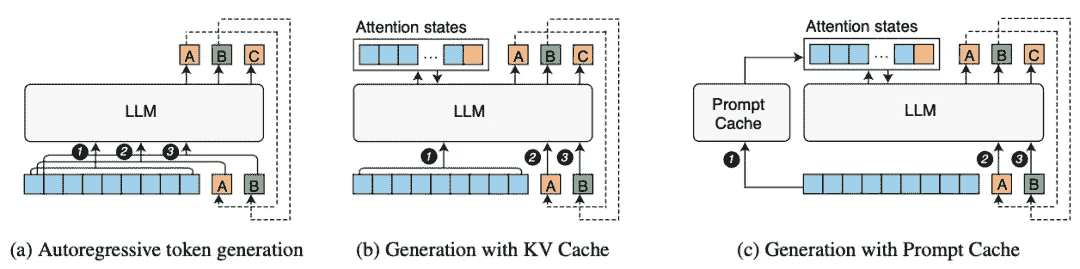 A B C
LLM
1 2 3
A B
(a) Autoregressive token generation
Attention states
...
A B C
LLM
1 2 3
A B
(b) Generation with KV Cache
Attention states
...
A B C
Prompt
Cache
LLM
1 2 3
A B
(c) Generation with Prompt Cache